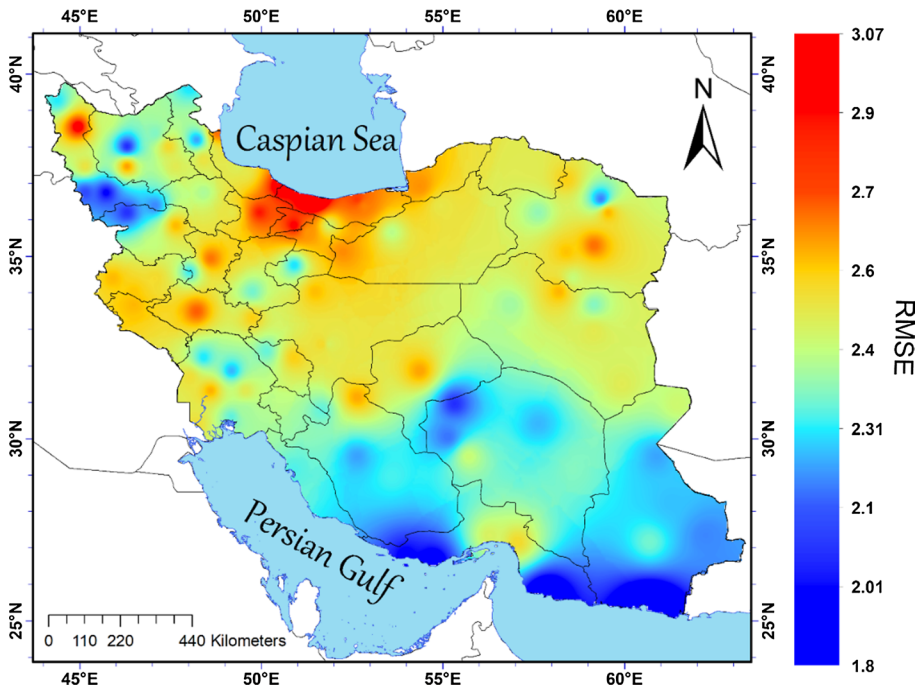 45°E 50°E 55°E 60°E
40°N 40°N
35°N 35°N
30°N 30°N
25°N 25°N
Caspian Sea
N
Persian Gulf
0 110 220 440 Kilometers
45°E 50°E 55°E 60°E
3.07
2.9
2.7
2.6
2.4
2.31
2.1
2.01
1.8
RMSE